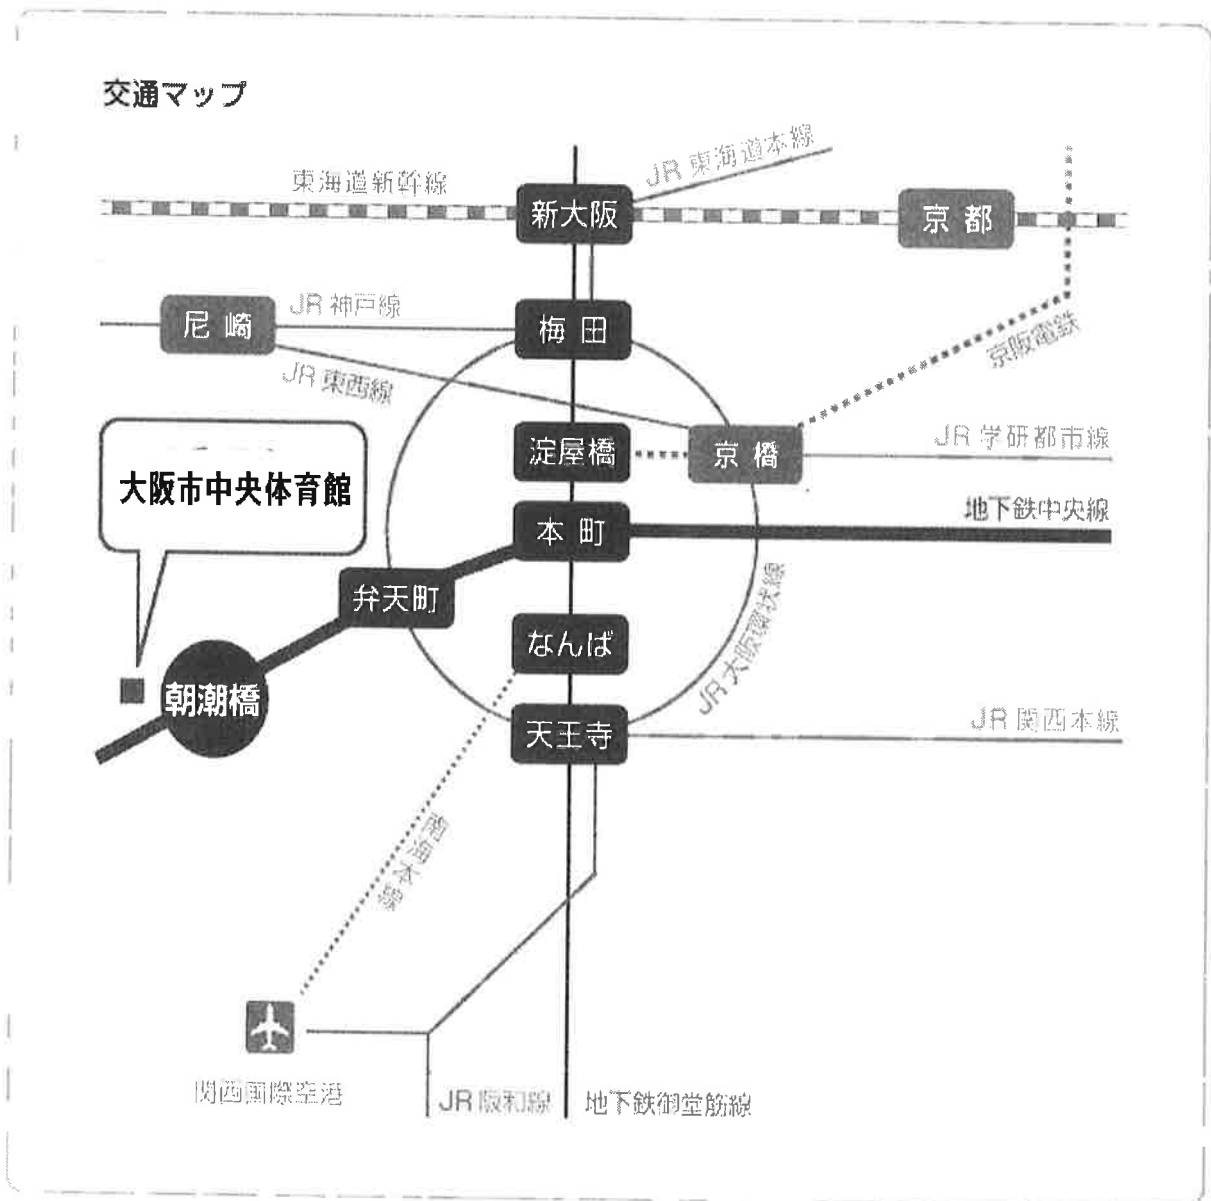 交通マップ
東海道新幹線
JR 東海道本線
新大阪
京都
尼崎
JR 神戸線
梅田
JR 東西線
京阪電鉄
淀屋橋
京橋
JR 学研都市線
大阪市中央体育館
本町
地下鉄中央線
弁天町
なんば
JR 大阪環状線
朝潮橋
天王寺
JR 関西本線
南海本線
関西国際空港
JR 阪和線
地下鉄御堂筋線